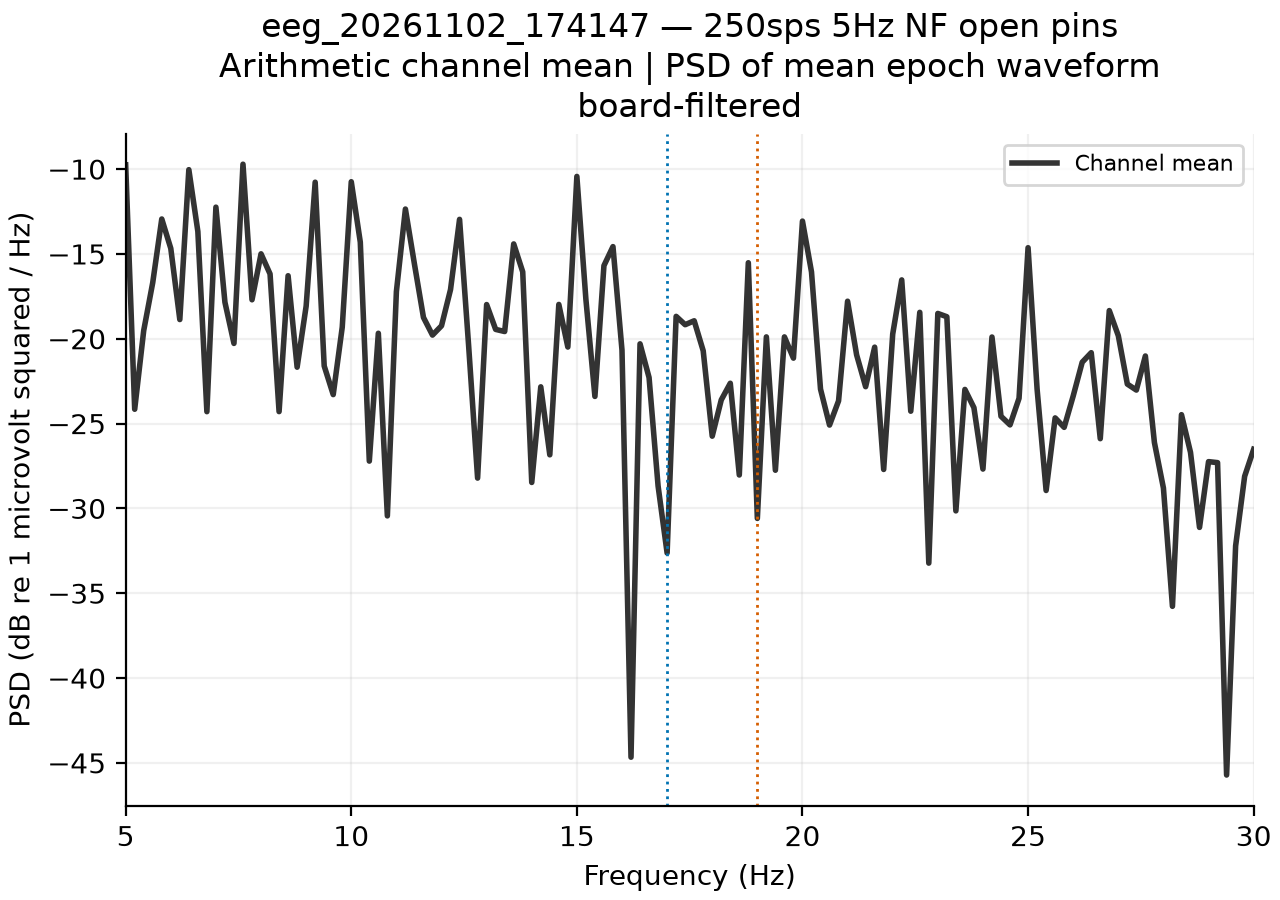 eeg_20261102_174147 — 250sps 5Hz NF open pins
Arithmetic channel mean | PSD of mean epoch waveform
board-filtered
Channel mean
PSD (dB re 1 microvolt squared / Hz)
−10
−15
−20
−25
−30
−35
−40
−45
5
10
15
20
25
30
Frequency (Hz)